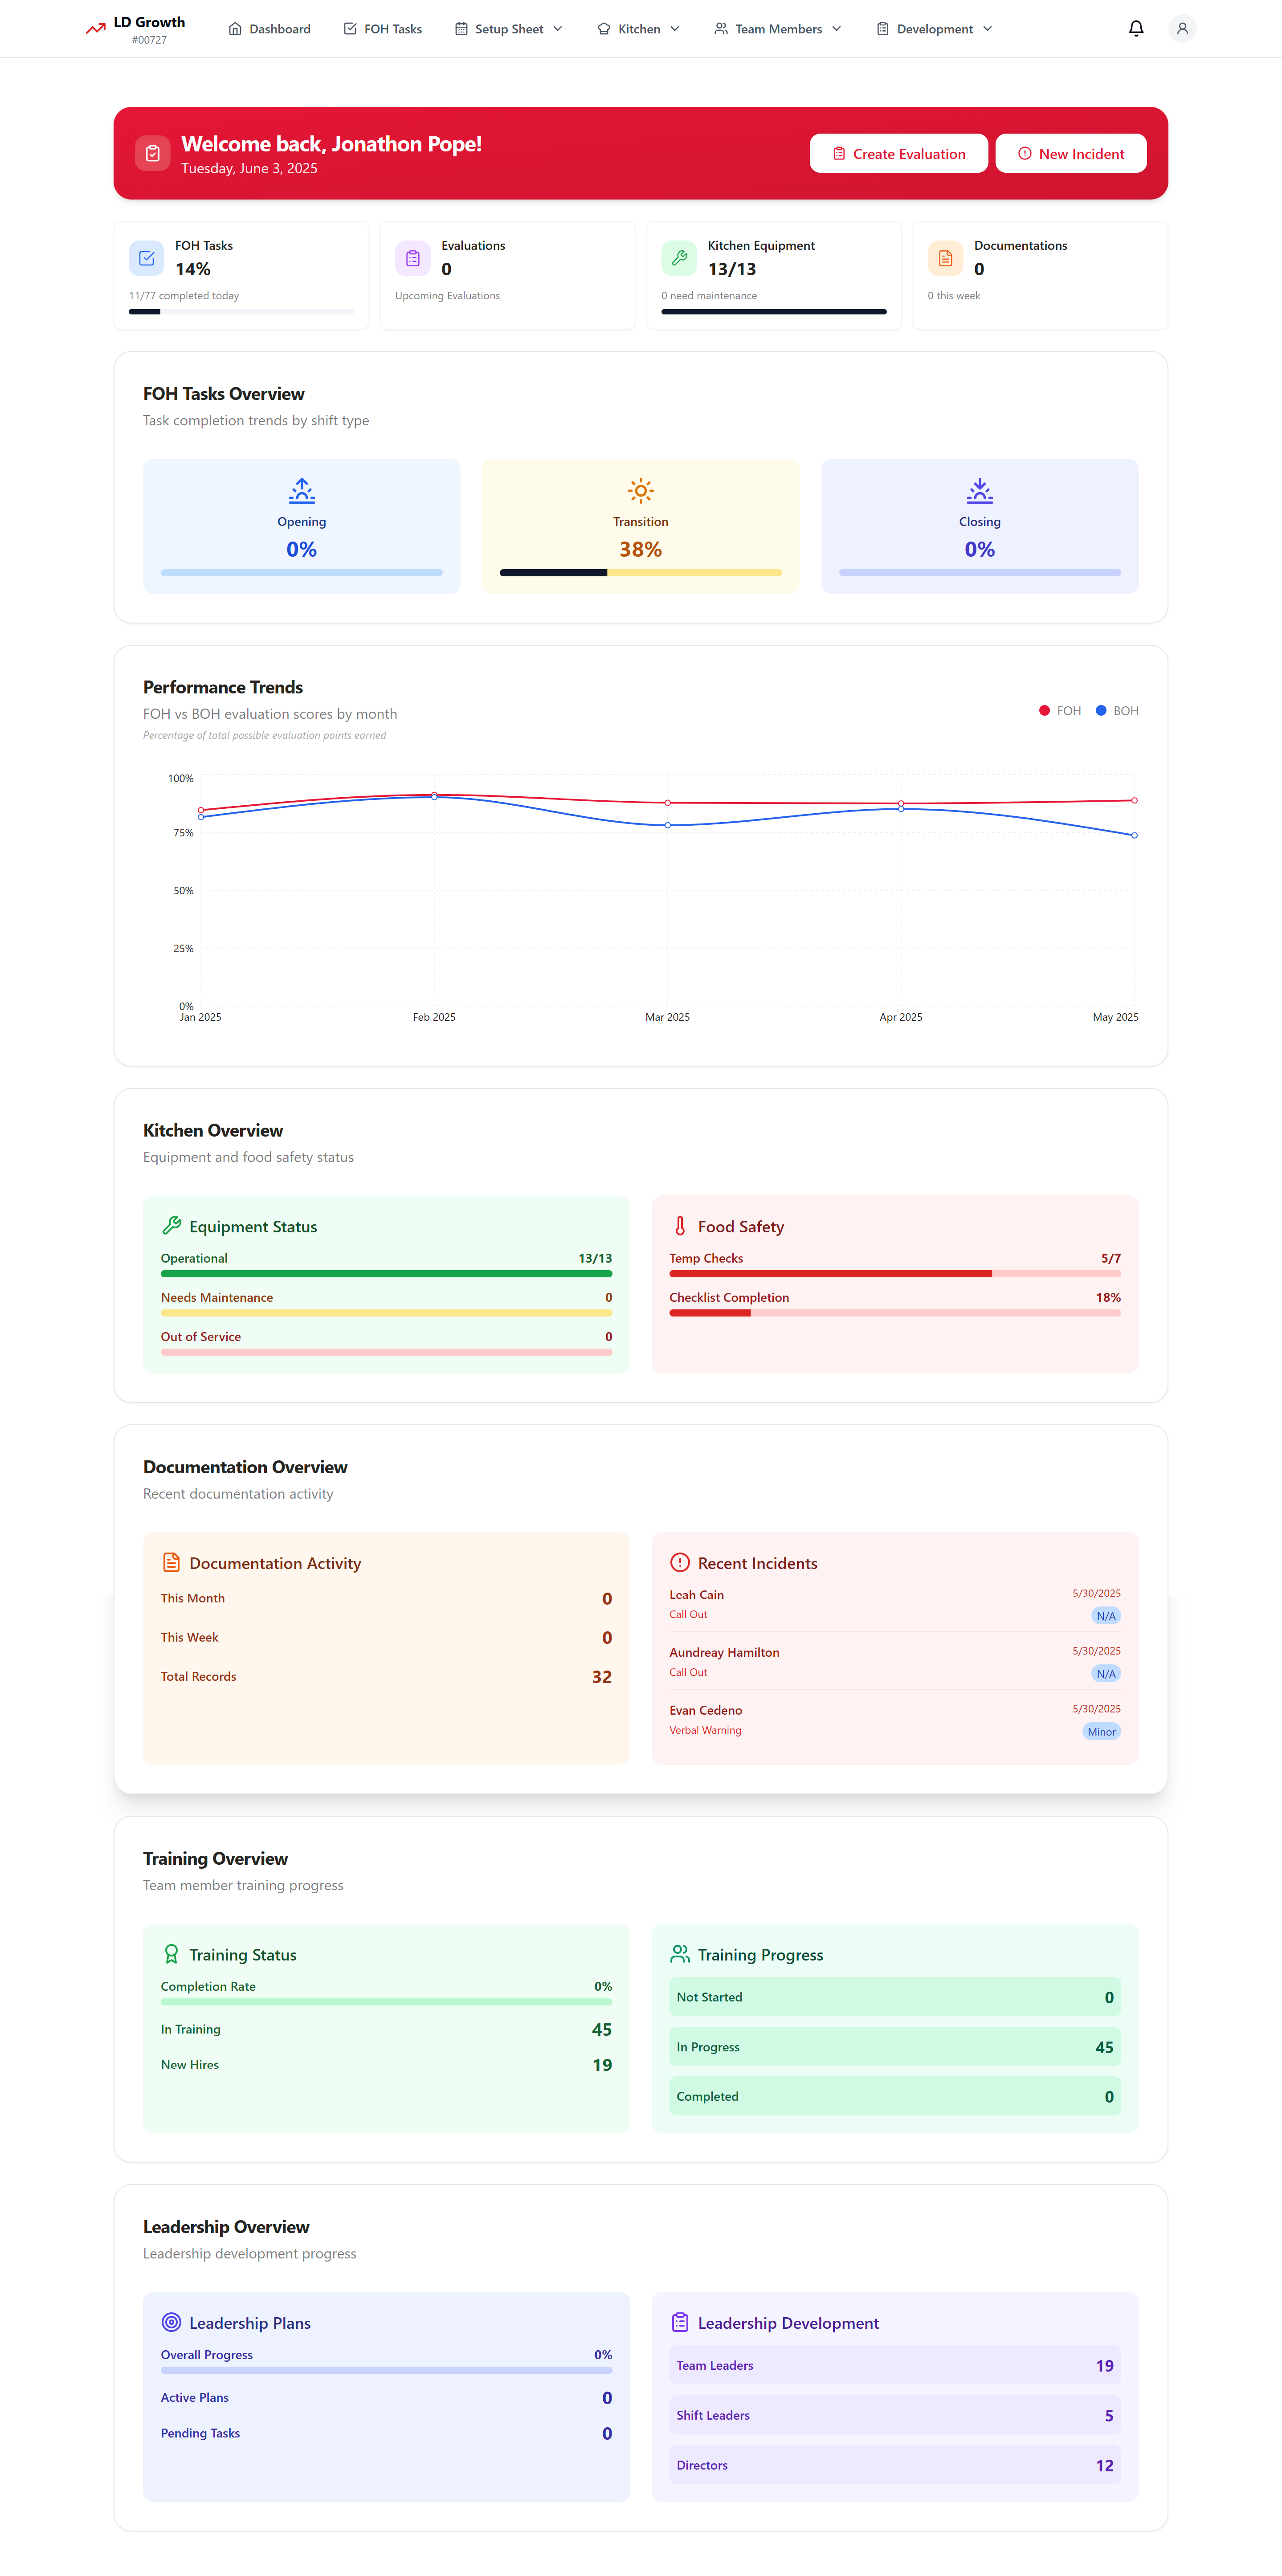 LD Growth
#00727
Dashboard
FOH Tasks
Setup Sheet
Kitchen
Team Members
Development
Welcome back, Jonathon Pope!
Tuesday, June 3, 2025
Create Evaluation
New Incident
FOH Tasks
14%
11/77 completed today
Evaluations
0
Upcoming Evaluations
Kitchen Equipment
13/13
0 need maintenance
Documentations
0
0 this week
FOH Tasks Overview
Task completion trends by shift type
Opening
0%
Transition
38%
Closing
0%
Performance Trends
FOH vs BOH evaluation scores by month
Percentage of total possible evaluation points earned
FOH
BOH
100%
75%
50%
25%
0%
Jan 2025
Feb 2025
Mar 2025
Apr 2025
May 2025
Kitchen Overview
Equipment and food safety status
Equipment Status
Operational 13/13
Needs Maintenance 0
Out of Service 0
Food Safety
Temp Checks 5/7
Checklist Completion 18%
Documentation Overview
Recent documentation activity
Documentation Activity
This Month 0
This Week 0
Total Records 32
Recent Incidents
Leah Cain 5/30/2025
Call Out N/A
Aundreay Hamilton 5/30/2025
Call Out N/A
Evan Cedeno 5/30/2025
Verbal Warning Minor
Training Overview
Team member training progress
Training Status
Completion Rate 0%
In Training 45
New Hires 19
Training Progress
Not Started 0
In Progress 45
Completed 0
Leadership Overview
Leadership development progress
Leadership Plans
Overall Progress 0%
Active Plans 0
Pending Tasks 0
Leadership Development
Team Leaders 19
Shift Leaders 5
Directors 12